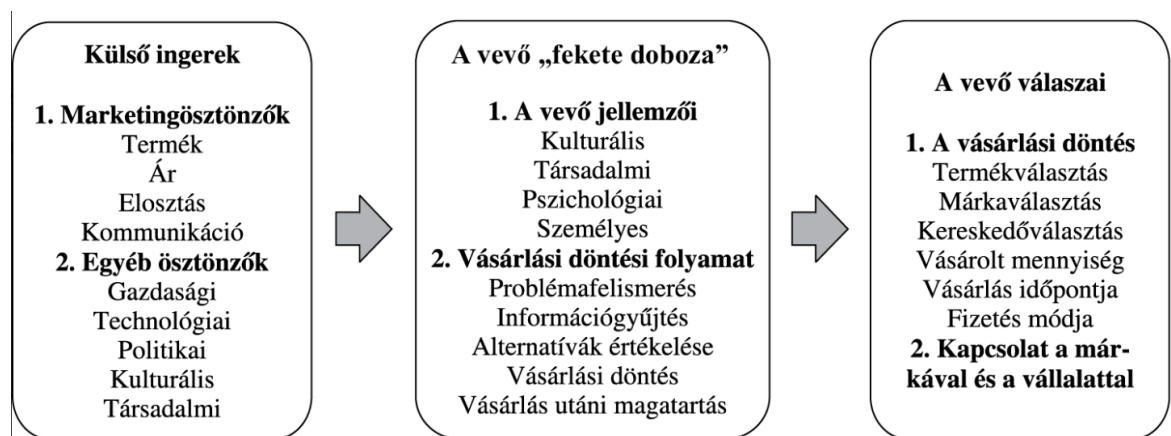 Külső ingerek
1. Marketingösztönzők
Termék
Ár
Elosztás
Kommunikáció
2. Egyéb ösztönzők
Gazdasági
Technológiai
Politikai
Kulturális
Társadalmi
A vevő „fekete doboza”
1. A vevő jellemzői
Kulturális
Társadalmi
Pszichológiai
Személyes
2. Vásárlási döntési folyamat
Problémafelismerés
Információgyűjtés
Alternatívák értékelése
Vásárlási döntés
Vásárlás utáni magatartás
A vevő válaszai
1. A vásárlási döntés
Termékválasztás
Márkaválasztás
Kereskedőválasztás
Vásárolt mennyiség
Vásárlás időpontja
Fizetés módja
2. Kapcsolat a már-
kával és a vállalattal